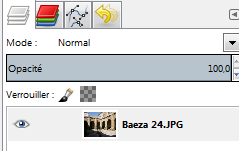 Mode : Normal
Opacité 100,0
Verrouiller :
Baeza 24.JPG